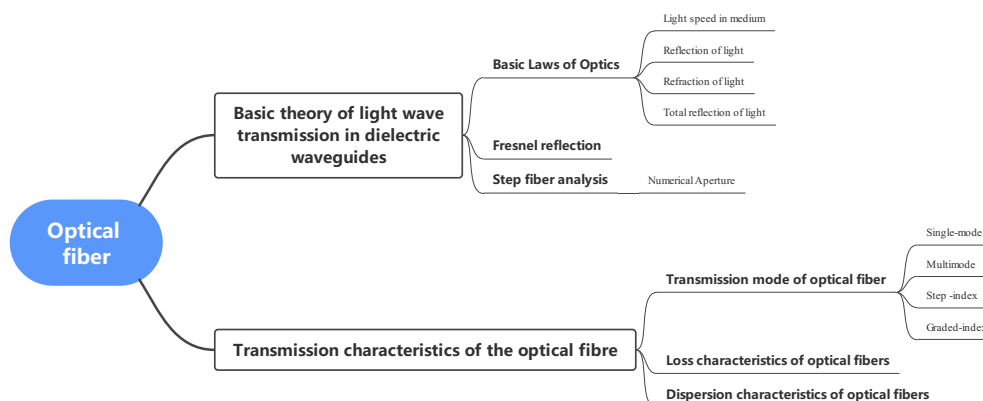 Optical
fiber
Basic theory of light wave
transmission in dielectric
waveguides
Basic Laws of Optics
Light speed in medium
Reflection of light
Refraction of light
Total reflection of light
Fresnel reflection
Step fiber analysis
Numerical Aperture
Transmission characteristics of the optical fibre
Transmission mode of optical fiber
Single-mode
Multimode
Step -index
Graded-index
Loss characteristics of optical fibers
Dispersion characteristics of optical fibers